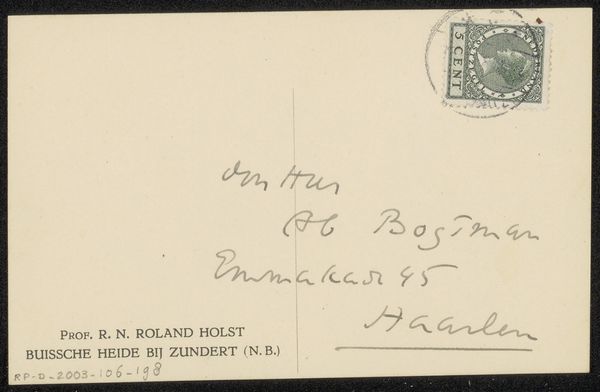 NEDERLAND
5 CENT
den Heer
Ab Bogtman
Emmakade 45
Haarlem
PROF. R. N. ROLAND HOLST
BUISSCHE HEIDE BIJ ZUNDERT (N.B.)
RP-D-2003-106-198